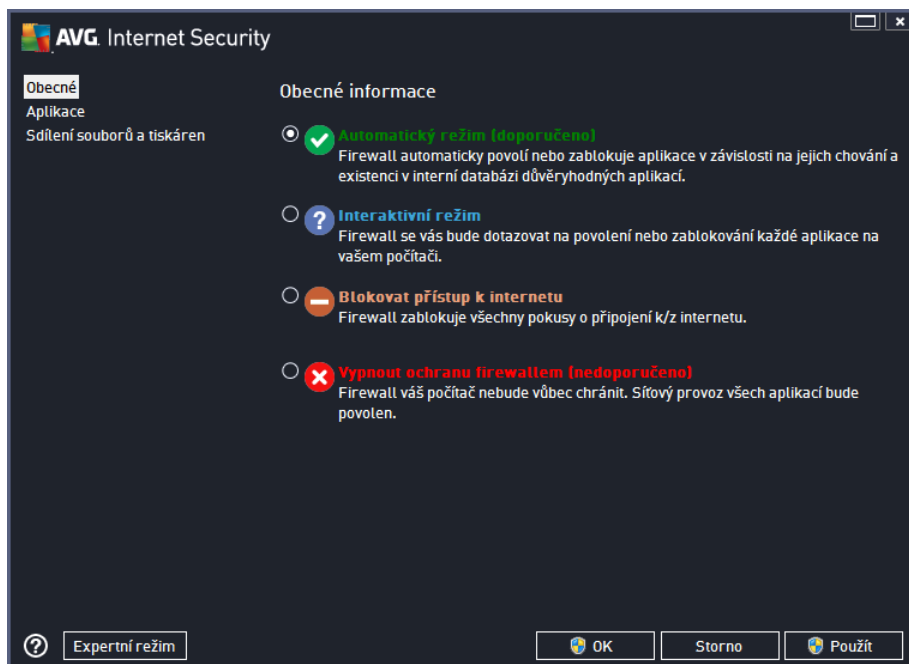 AVG. Internet Security
Obecné
Aplikace
Sdílení souborů a tiskáren
Obecné informace
Automatický režim (doporučeno)
Firewall automaticky povolí nebo zablokuje aplikace v závislosti na jejich chování a
existenci v interní databázi důvěryhodných aplikací.
Interaktivní režim
Firewall se vás bude dotazovat na povolení nebo zablokování každé aplikace na
vašem počítači.
Blokovat přístup k internetu
Firewall zablokuje všechny pokusy o připojení k/z internetu.
Vypnout ochranu firewallem (nedoporučeno)
Firewall váš počítač nebude vůbec chránit. Síťový provoz všech aplikací bude
povolen.
Expertní režim
OK
Storno
Použít